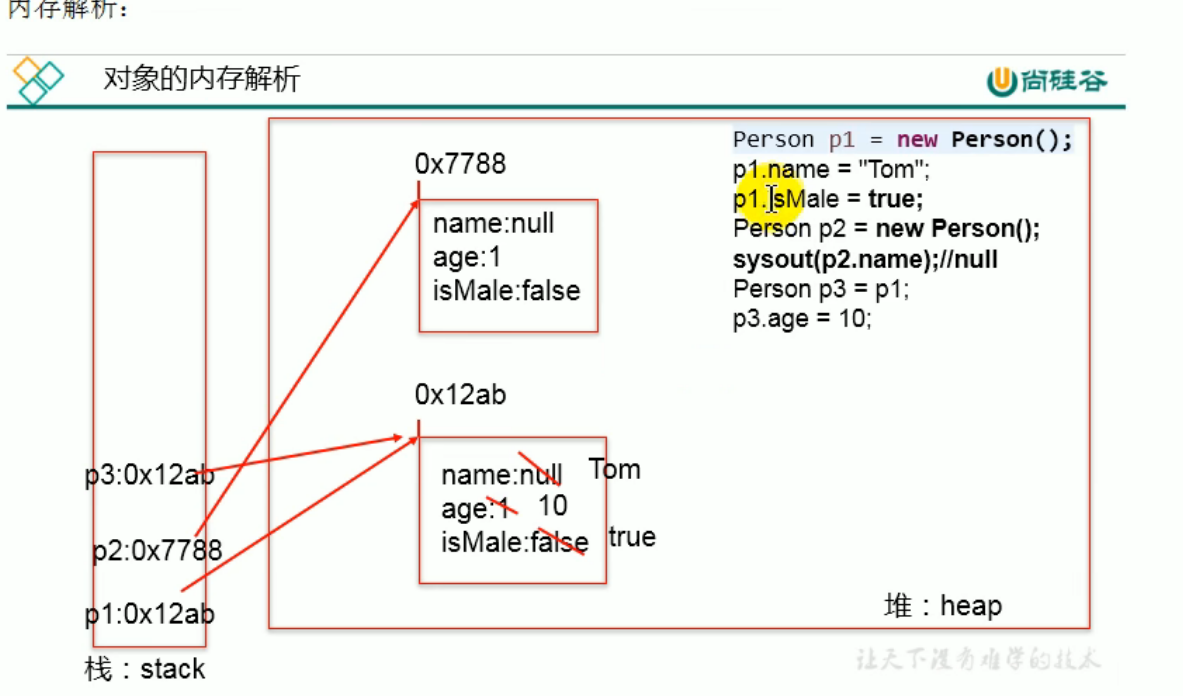 内存解析：
对象的内存解析
尚硅谷
0x7788
name:null
age:1
isMale:false
0x12ab
name:null Tom
age:1 10
isMale:false true
p3:0x12ab
p2:0x7788
p1:0x12ab
栈：stack
堆：heap
Person p1 = new Person();
p1.name = "Tom";
p1.isMale = true;
Person p2 = new Person();
sysout(p2.name);//null
Person p3 = p1;
p3.age = 10;
让天下没有难学的技术